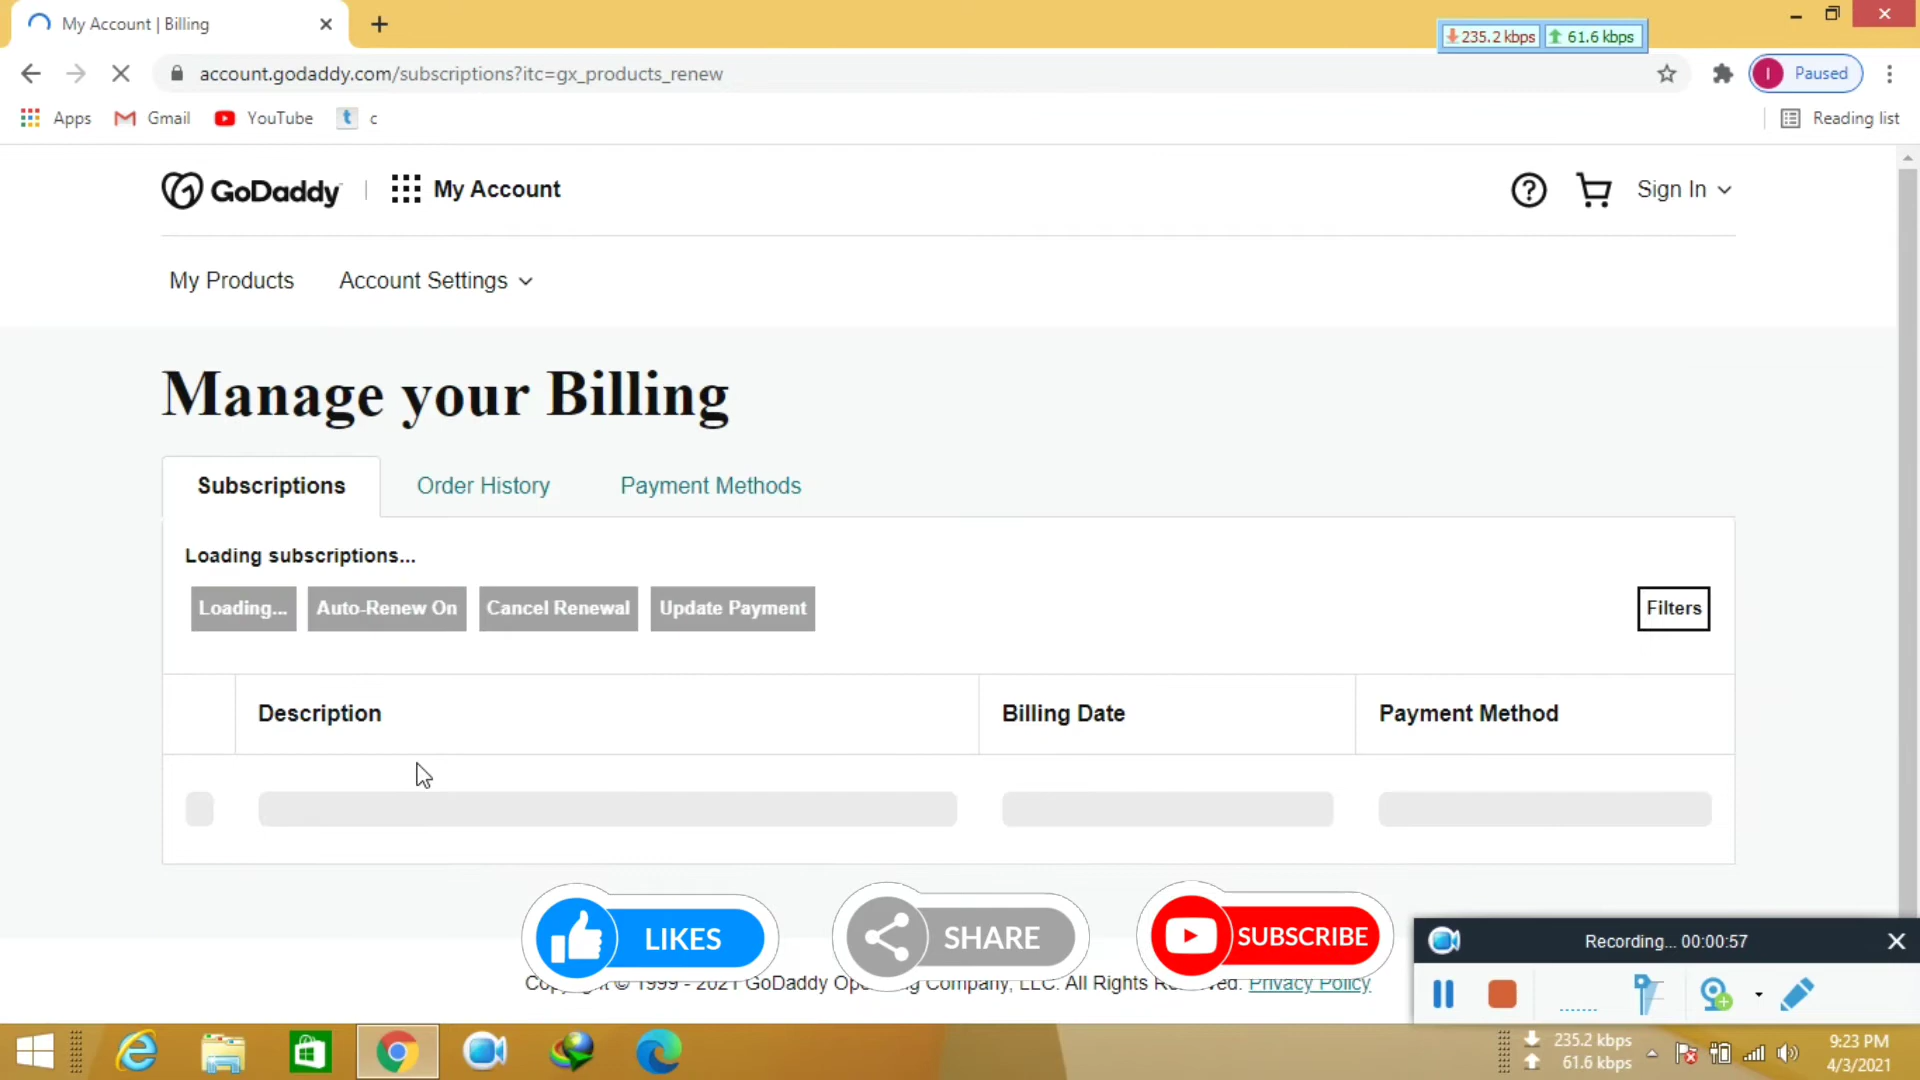 My Account | Billing
235.2 kbps 61.6 kbps
account.godaddy.com/subscriptions?itc=gx_products_renew
I Paused
Apps Gmail YouTube t c Reading list
GoDaddy My Account Sign In
My Products Account Settings
Manage your Billing
Subscriptions Order History Payment Methods
Loading subscriptions...
Loading... Auto-Renew On Cancel Renewal Update Payment Filters
Description Billing Date Payment Method
LIKES SHARE SUBSCRIBE
Recording... 00:00:57
© 1999 - 2021 GoDaddy Company, LLC. All Rights Privacy Policy
235.2 kbps 9:23 PM
61.6 kbps 4/3/2021